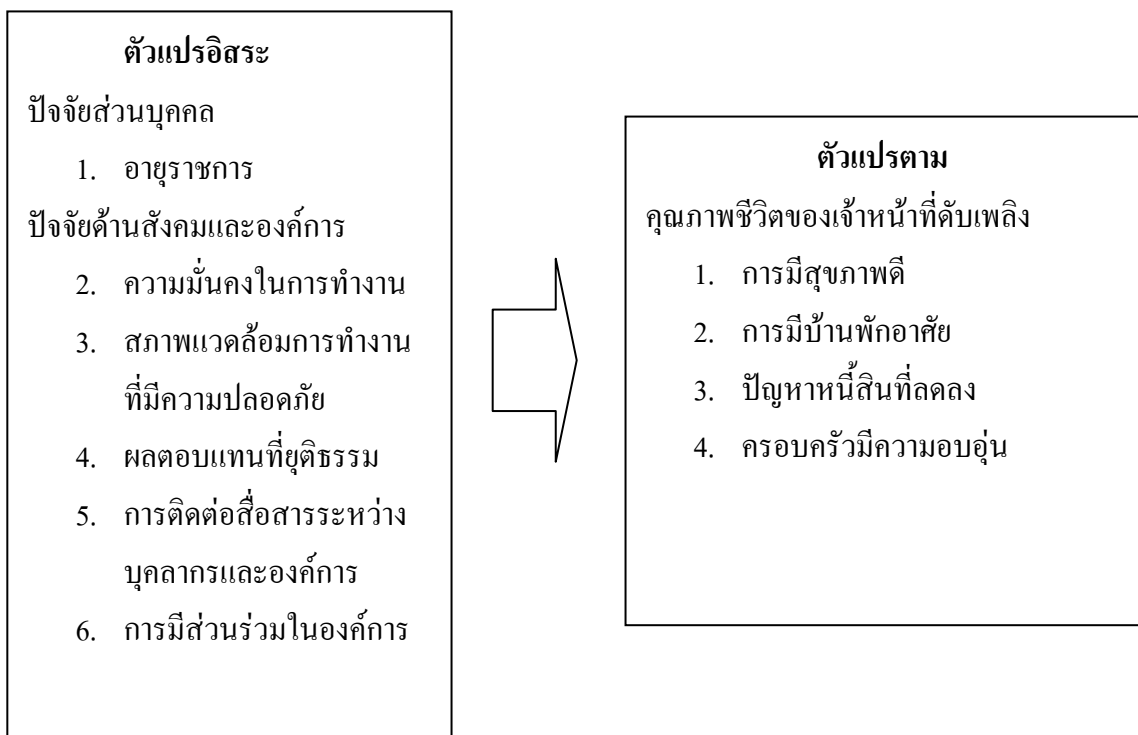 ตัวแปรอิสระ
ปัจจัยส่วนบุคคล
1. อายุราชการ
ปัจจัยด้านสังคมและองค์การ
2. ความมั่นคงในการทำงาน
3. สภาพแวดล้อมการทำงาน
ที่มีความปลอดภัย
4. ผลตอบแทนที่ยุติธรรม
5. การติดต่อสื่อสารระหว่าง
บุคลากรและองค์การ
6. การมีส่วนร่วมในองค์การ
ตัวแปรตาม
คุณภาพชีวิตของเจ้าหน้าที่ดับเพลิง
1. การมีสุขภาพดี
2. การมีบ้านพักอาศัย
3. ปัญหาหนี้สินที่ลดลง
4. ครอบครัวมีความอบอุ่น